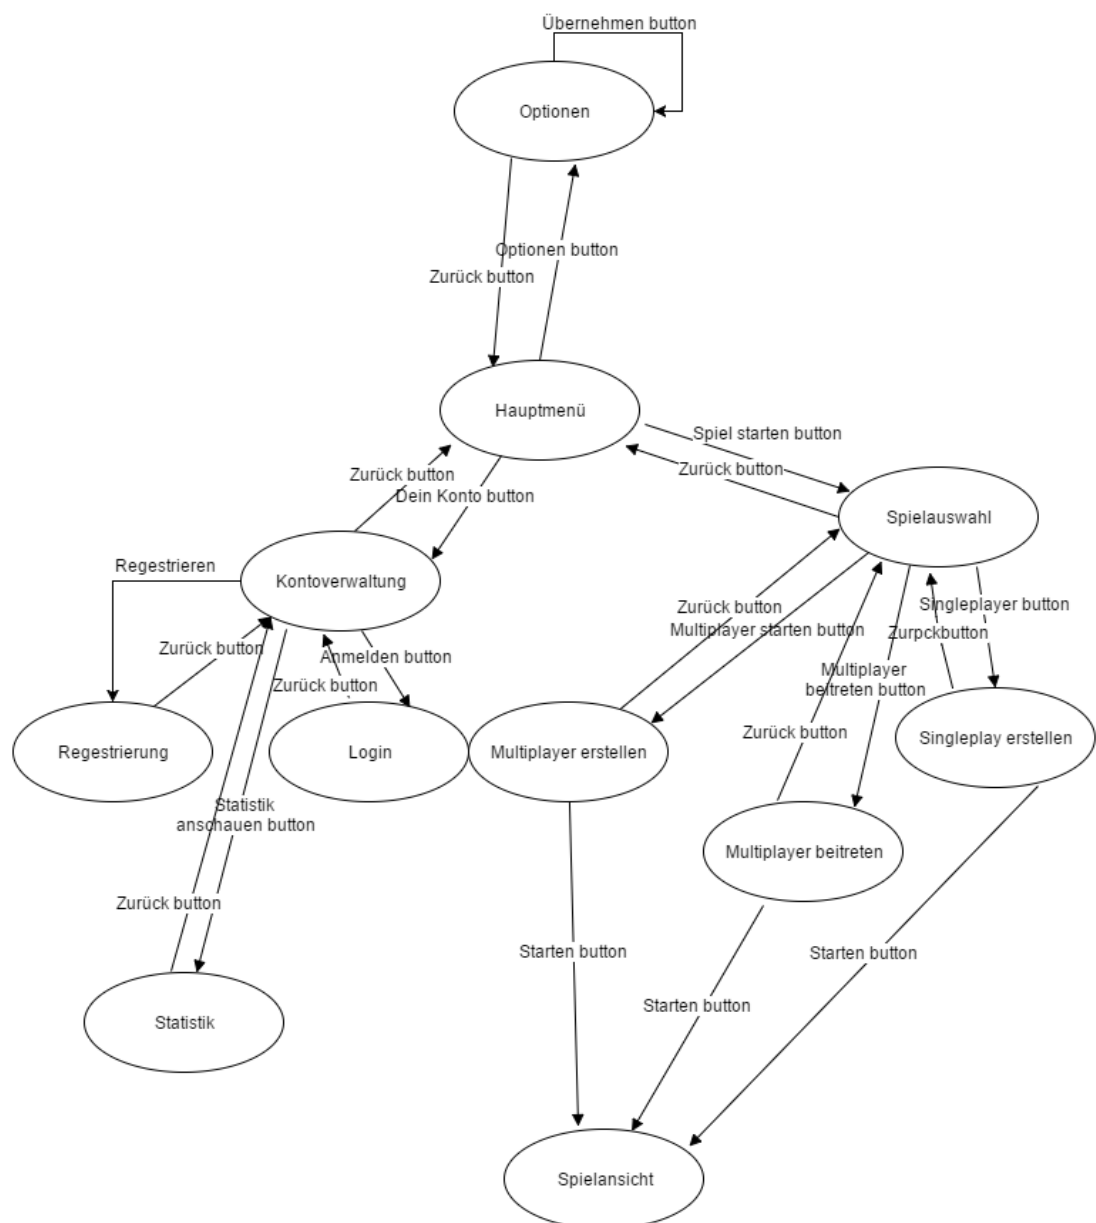 Übernehmen button
Optionen
Optionen button
Zurück button
Hauptmenü
Spiel starten button
Zurück button
Zurück button
Dein Konto button
Spielauswahl
Regestrieren
Kontoverwaltung
Zurück button
Singleplayer button
Multiplayer starten button
Zurpckbutton
Zurück button
Anmelden button
Zurück button
Multiplayer
beitreten button
Regestrierung
Login
Multiplayer erstellen
Zurück button
Singleplay erstellen
Statistik
anschauen button
Multiplayer beitreten
Zurück button
Starten button
Starten button
Starten button
Statistik
Spielansicht